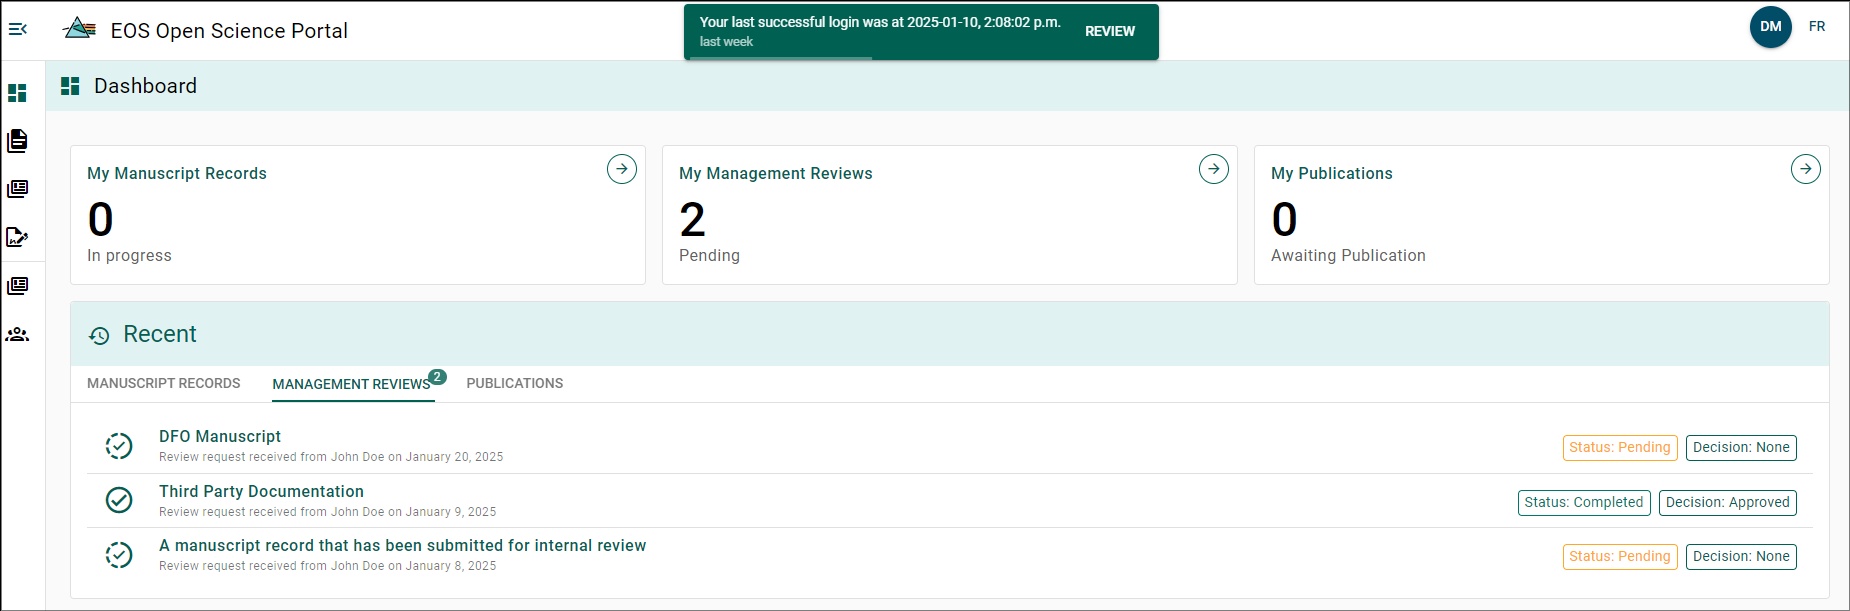 EOS Open Science Portal
Your last successful login was at 2025-01-10, 2:08:02 p.m.
last week
REVIEW
DM
FR
Dashboard
My Manuscript Records
0
In progress
My Management Reviews
2
Pending
My Publications
0
Awaiting Publication
Recent
MANUSCRIPT RECORDS
MANAGEMENT REVIEWS
2
PUBLICATIONS
DFO Manuscript
Review request received from John Doe on January 20, 2025
Status: Pending
Decision: None
Third Party Documentation
Review request received from John Doe on January 9, 2025
Status: Completed
Decision: Approved
A manuscript record that has been submitted for internal review
Review request received from John Doe on January 8, 2025
Status: Pending
Decision: None